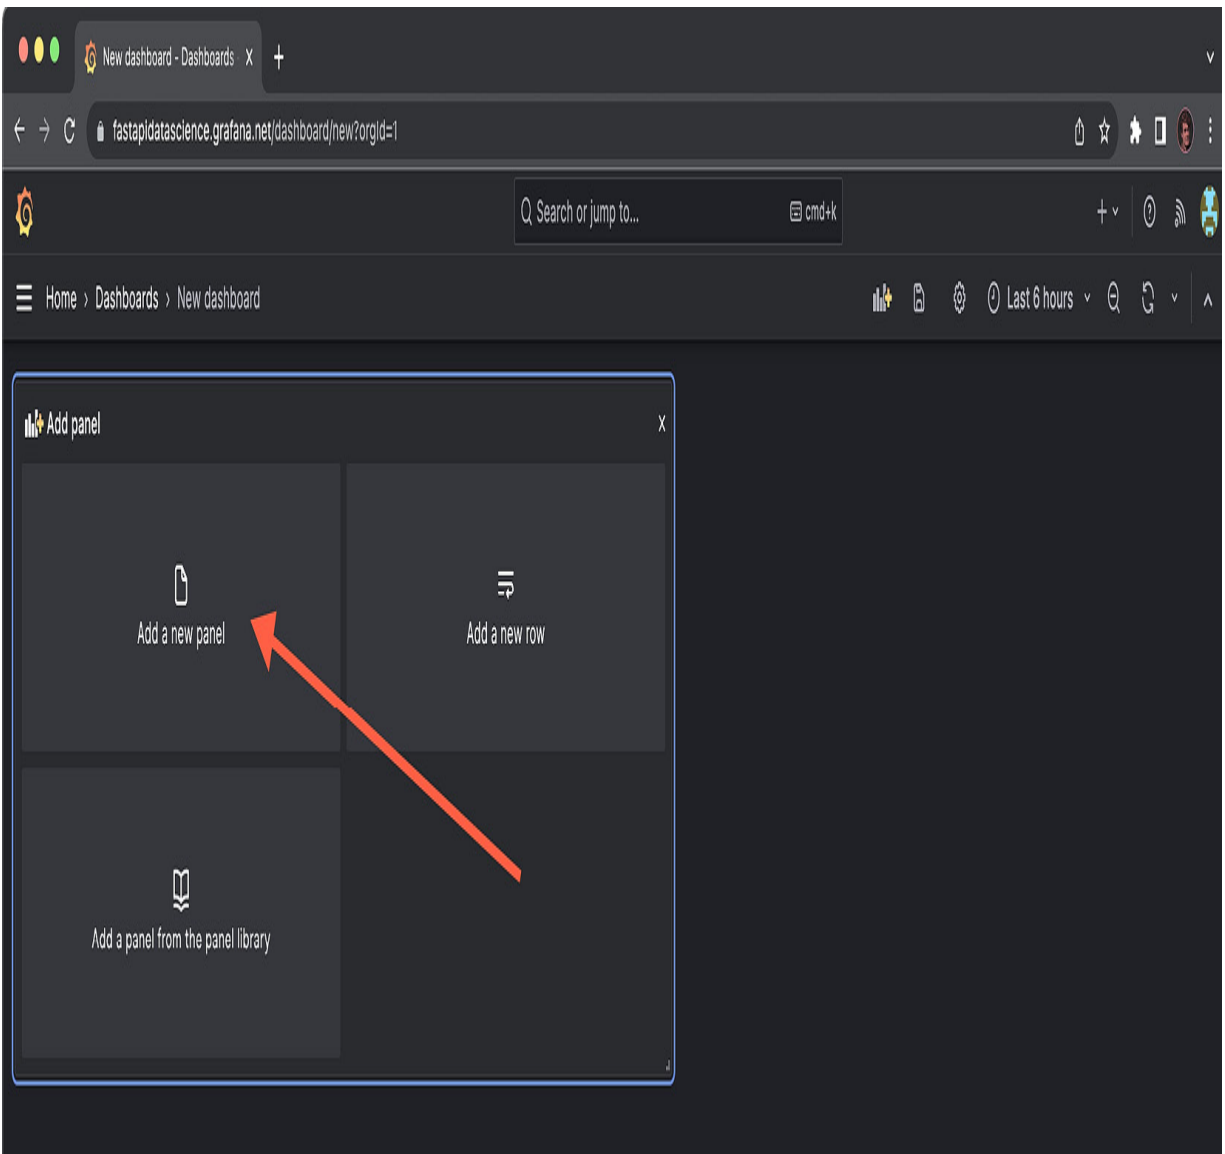 New dashboard - Dashboards
fastapidatascience.grafana.net/dashboard/new?orgId=1
Search or jump to... cmd+k
Home › Dashboards › New dashboard Last 6 hours
Add panel
Add a new panel Add a new row
Add a panel from the panel library